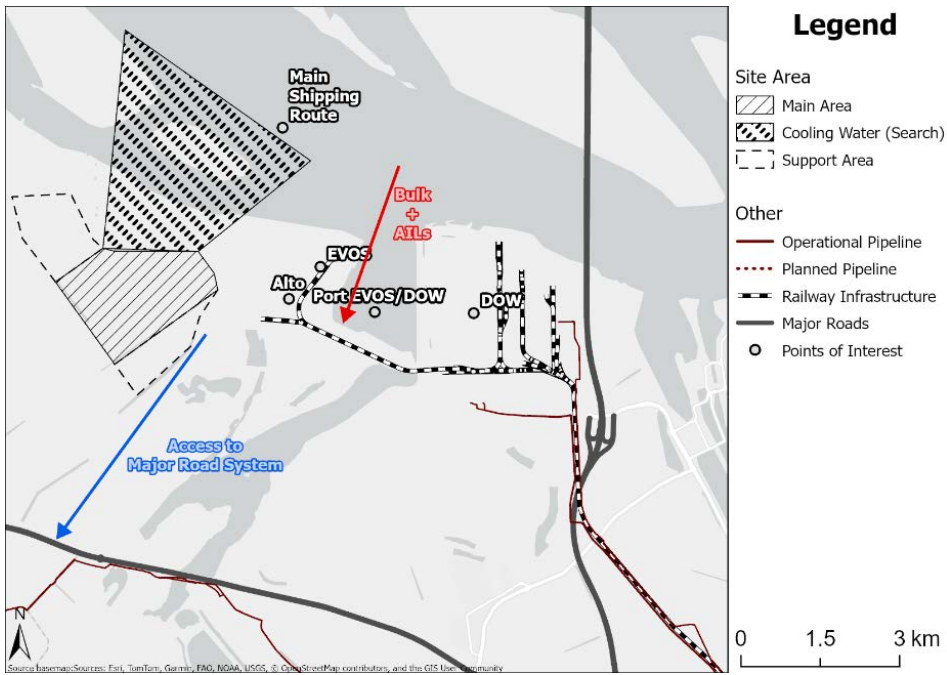 Main
Shipping
Route
Bulk
+
AILs
EVOS
Alto
Port EVOS/DOW
DOW
Access to
Major Road System
N
Source basemap:Sources: Esri, TomTom, Garmin, FAO, NOAA, USGS, © OpenStreetMap contributors, and the GIS User Community
Legend
Site Area
Main Area
Cooling Water (Search)
Support Area
Other
Operational Pipeline
Planned Pipeline
Railway Infrastructure
Major Roads
Points of Interest
0 1.5 3 km